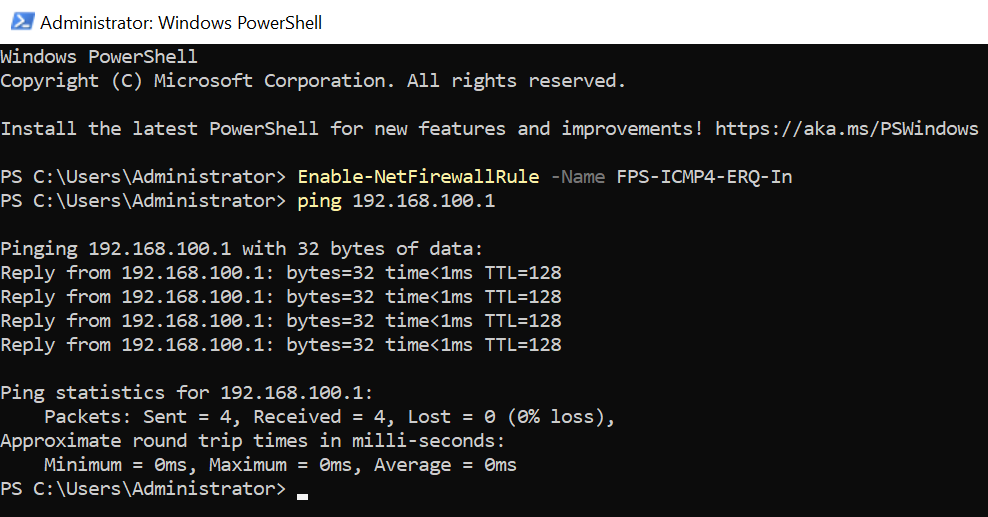 Administrator: Windows PowerShell
Windows PowerShell
Copyright (C) Microsoft Corporation. All rights reserved.
Install the latest PowerShell for new features and improvements! https://aka.ms/PSWindows
PS C:\Users\Administrator> Enable-NetFirewallRule -Name FPS-ICMP4-ERQ-In
PS C:\Users\Administrator> ping 192.168.100.1
Pinging 192.168.100.1 with 32 bytes of data:
Reply from 192.168.100.1: bytes=32 time<1ms TTL=128
Reply from 192.168.100.1: bytes=32 time<1ms TTL=128
Reply from 192.168.100.1: bytes=32 time<1ms TTL=128
Reply from 192.168.100.1: bytes=32 time<1ms TTL=128
Ping statistics for 192.168.100.1:
    Packets: Sent = 4, Received = 4, Lost = 0 (0% loss),
Approximate round trip times in milli-seconds:
    Minimum = 0ms, Maximum = 0ms, Average = 0ms
PS C:\Users\Administrator>